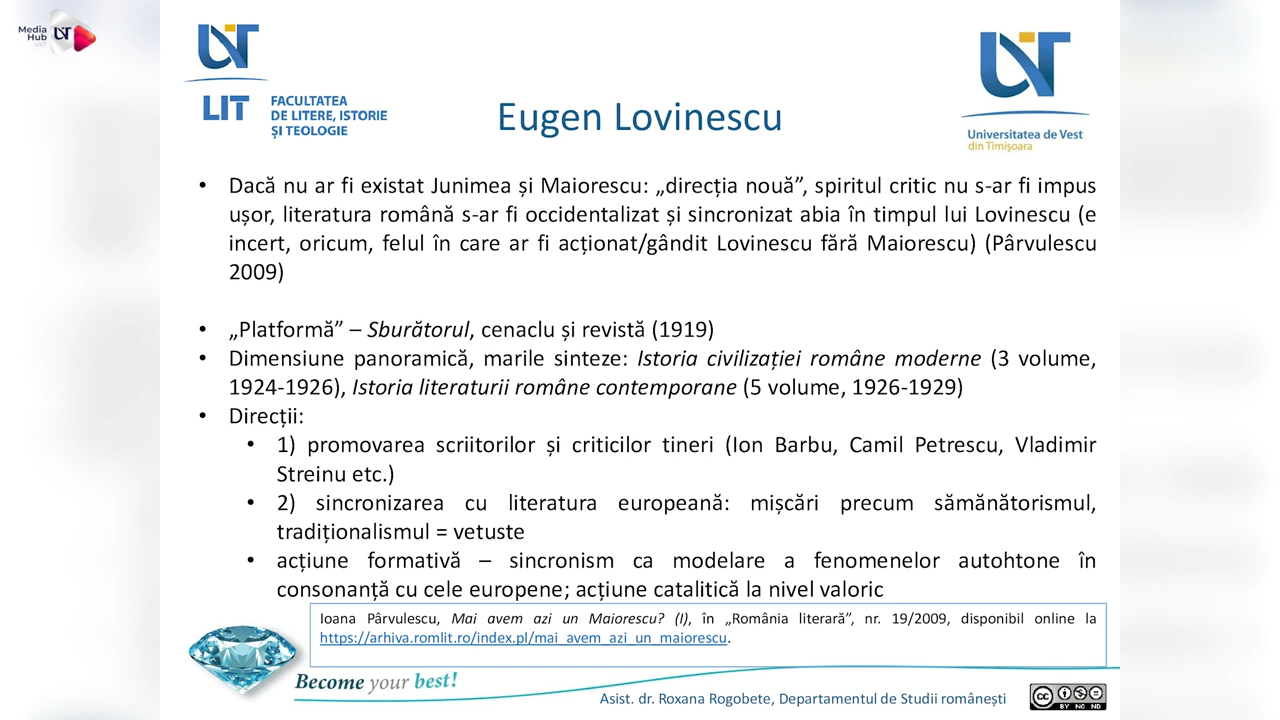 Media
Hub
UVT
UVT
LIT
FACULTATEA
DE LITERE, ISTORIE
ȘI TEOLOGIE
UVT
Universitatea de Vest
din Timișoara
Eugen Lovinescu
• Dacă nu ar fi existat Junimea și Maiorescu: „direcția nouă”, spiritul critic nu s-ar fi impus
ușor, literatura română s-ar fi occidentalizat și sincronizat abia în timpul lui Lovinescu (e
incert, oricum, felul în care ar fi acționat/gândit Lovinescu fără Maiorescu) (Pârvulescu
2009)
• „Platformă” – Sburătorul, cenaclu și revistă (1919)
• Dimensiune panoramică, marile sinteze: Istoria civilizației române moderne (3 volume,
1924-1926), Istoria literaturii române contemporane (5 volume, 1926-1929)
• Direcții:
• 1) promovarea scriitorilor și criticilor tineri (Ion Barbu, Camil Petrescu, Vladimir
Streinu etc.)
• 2) sincronizarea cu literatura europeană: mișcări precum sămănătorismul,
tradiționalismul = vetuste
• acțiune formativă – sincronism ca modelare a fenomenelor autohtone în
consonanță cu cele europene; acțiune catalitică la nivel valoric
Ioana Pârvulescu, Mai avem azi un Maiorescu? (I), în „România literară”, nr. 19/2009, disponibil online la
https://arhiva.romlit.ro/index.pl/mai_avem_azi_un_maiorescu.
Become your best!
Asist. dr. Roxana Rogobete, Departamentul de Studii românești
CC BY NC ND